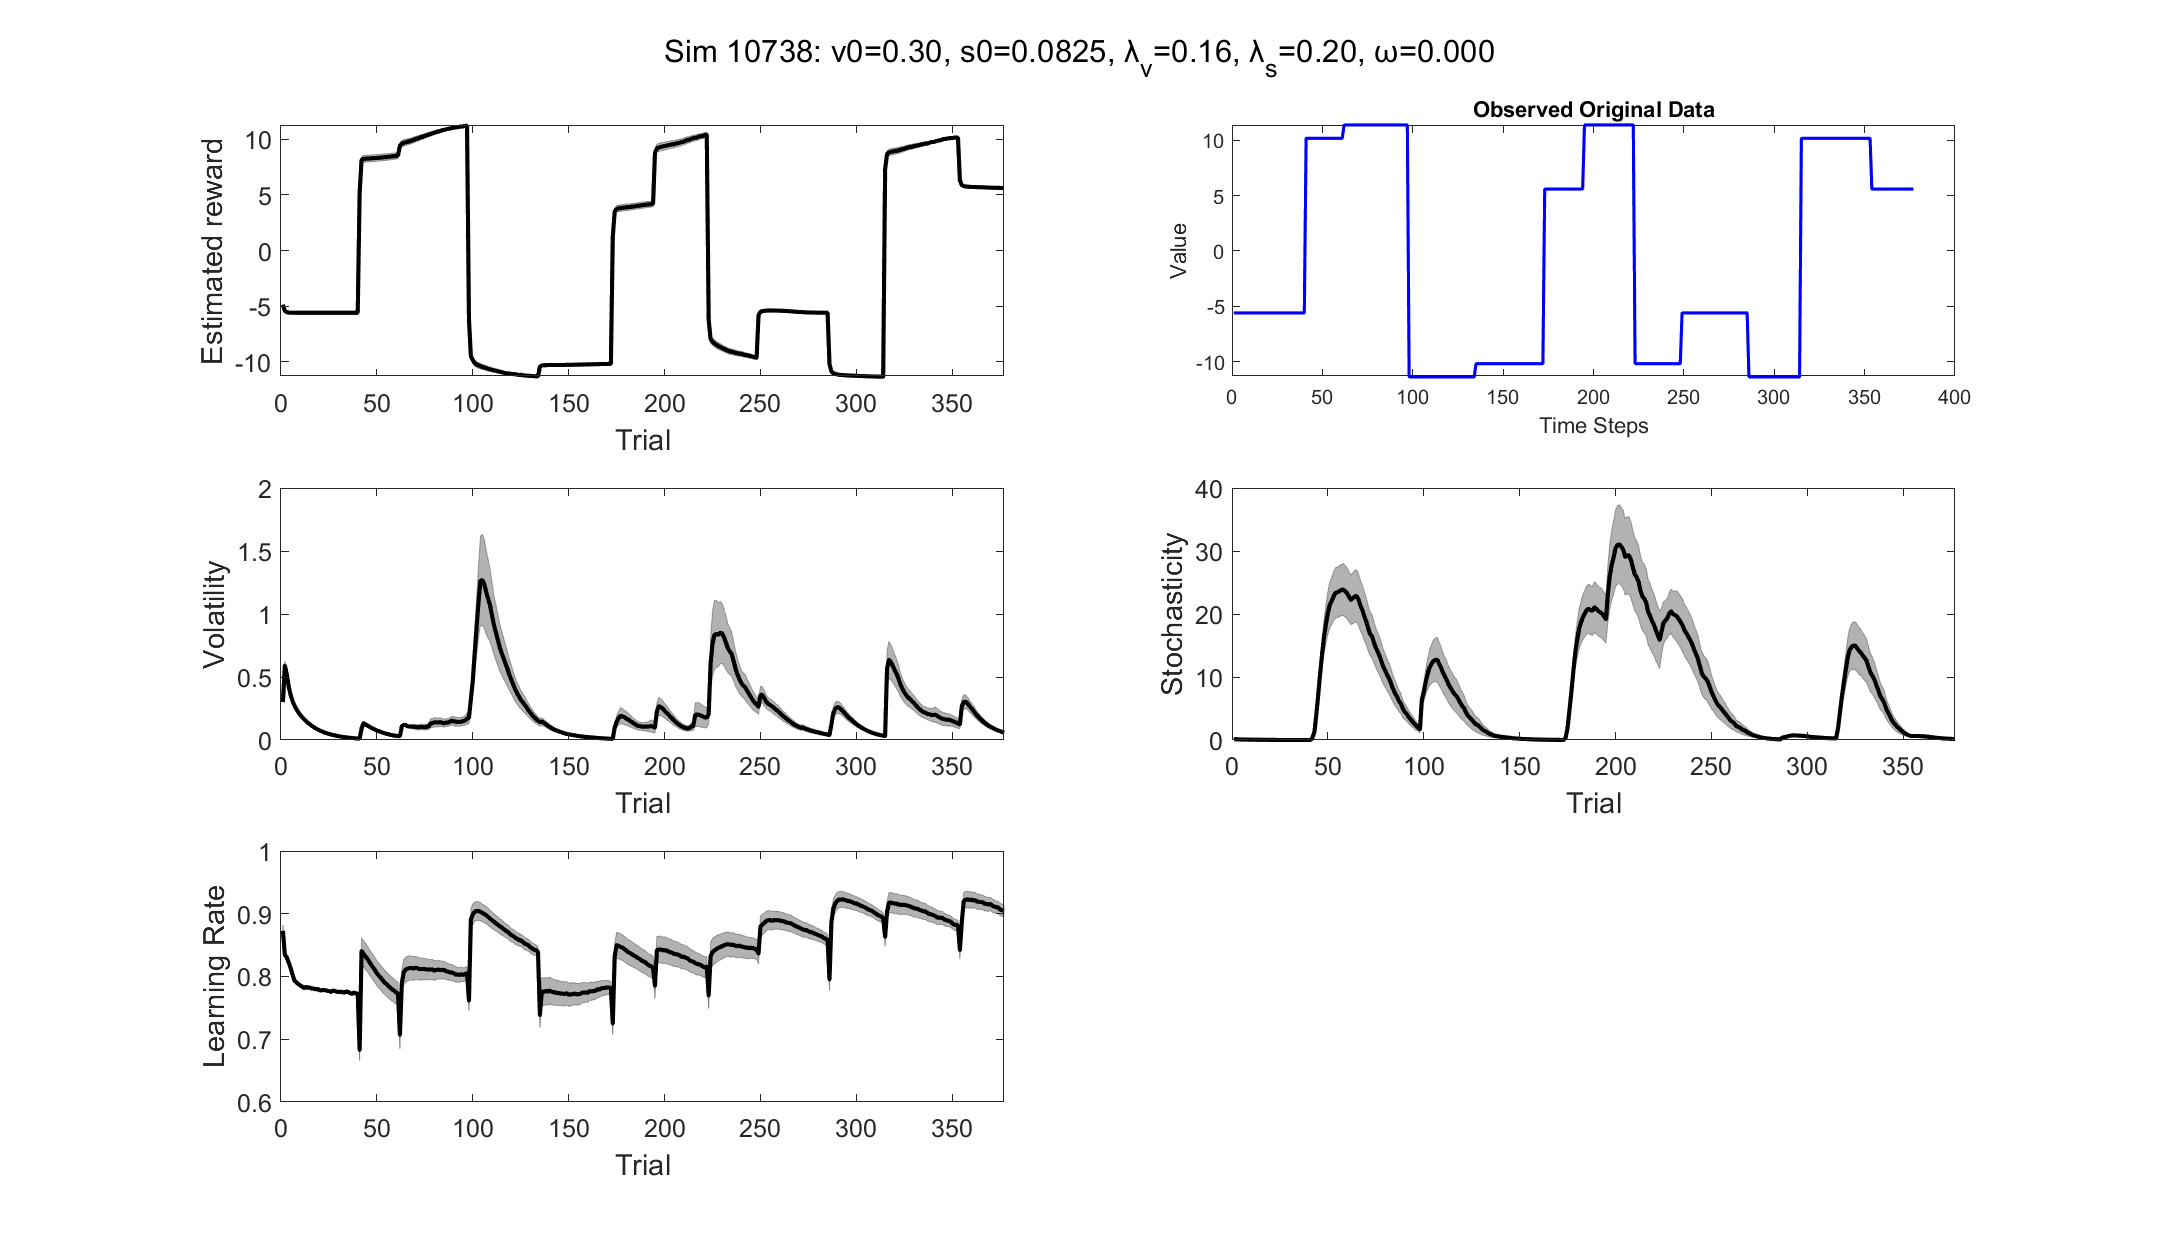 Sim 10738: v0=0.30, s0=0.0825, λ_v=0.16, λ_s=0.20, ω=0.000
Estimated reward
10
5
0
-5
-10
0 50 100 150 200 250 300 350
Trial
Observed Original Data
Value
10
5
0
-5
-10
0 50 100 150 200 250 300 350 400
Time Steps
Volatility
2
1.5
1
0.5
0
0 50 100 150 200 250 300 350
Trial
Stochasticity
40
30
20
10
0
0 50 100 150 200 250 300 350
Trial
Learning Rate
1
0.9
0.8
0.7
0.6
0 50 100 150 200 250 300 350
Trial